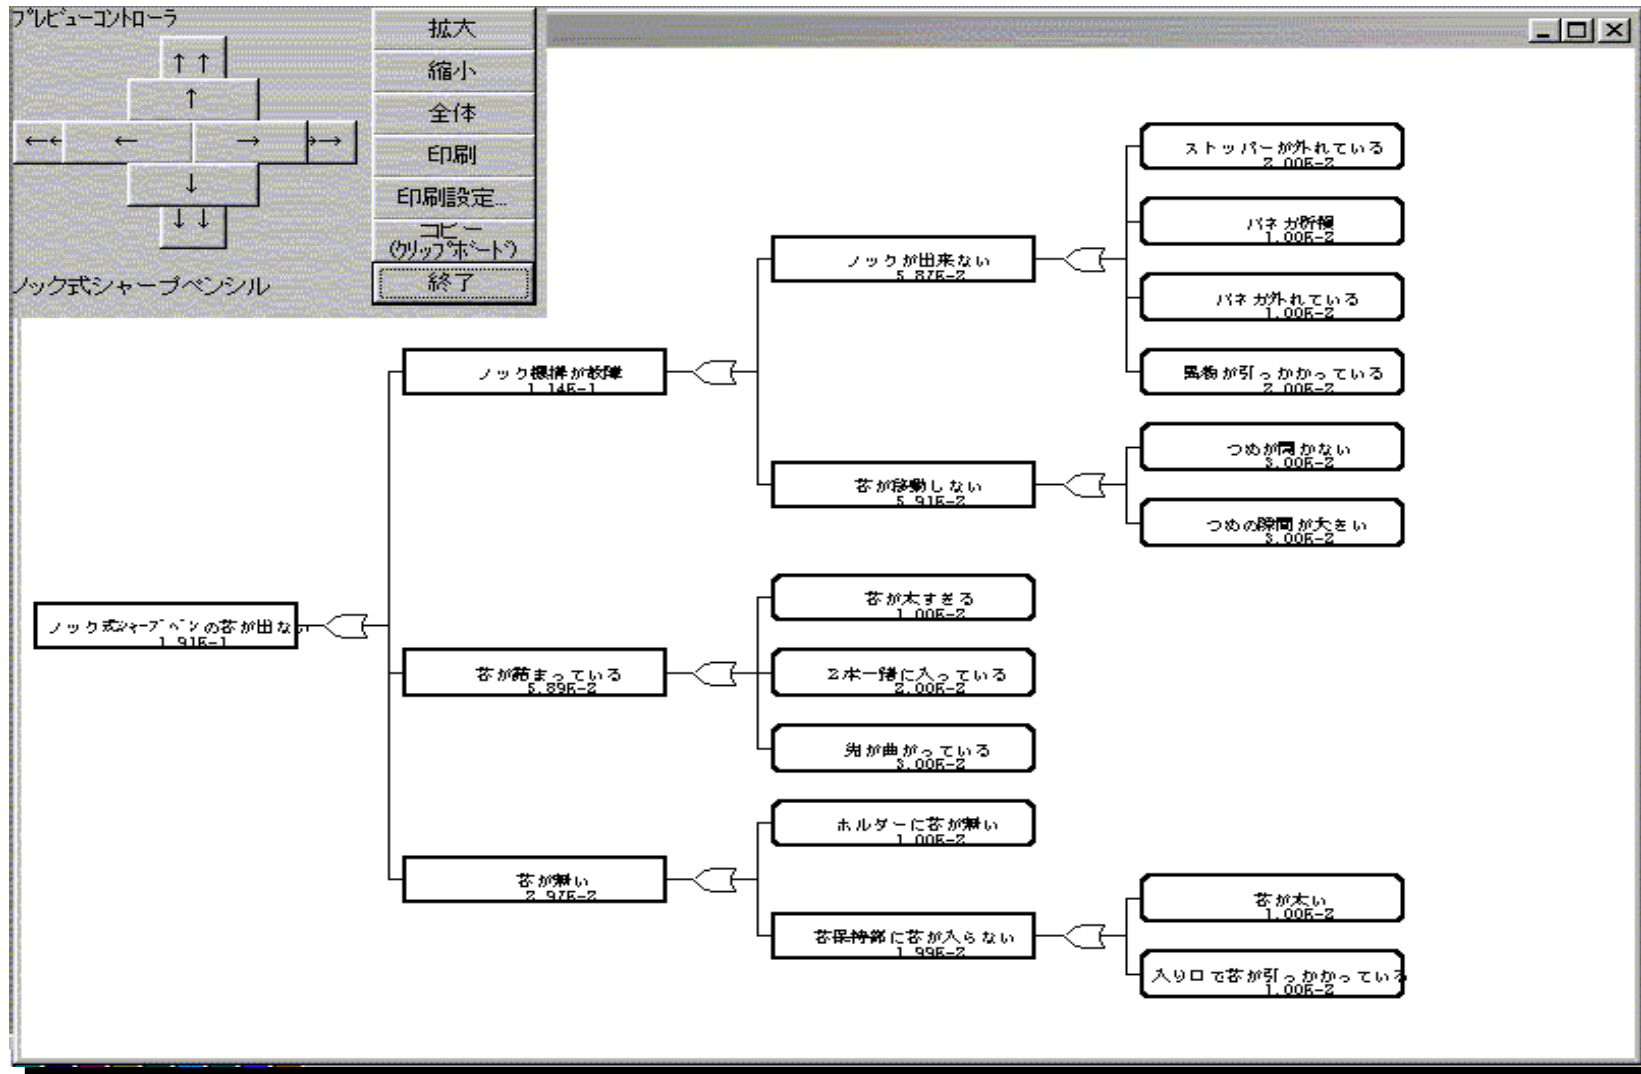 プレビューコントローラ
↑ ↑
↑
←← ← → →→
↓
↓ ↓
ノック式シャープペンシル
拡大
縮小
全体
印刷
印刷設定...
コピー
(クリップボード)
終了
ノック式シャープペンの芯が出ない
1.91E-1
ノック機構が故障
1.14E-1
ノックが出来ない
5.87E-2
ストッパーが外れている
2.00E-2
バネガ折損
1.00E-2
バネガ外れている
1.00E-2
異物が引っかかっている
2.00E-2
芯が移動しない
5.91E-2
つめが開かない
3.00E-2
つめの隙間が大きい
3.00E-2
芯が詰まっている
5.89E-2
芯が太すぎる
1.00E-2
2本一緒に入っている
2.00E-2
先が曲がっている
3.00E-2
芯が無い
2.97E-2
ホルダーに芯が無い
1.00E-2
芯保持部に芯が入らない
1.99E-2
芯が太い
1.00E-2
入り口で芯が引っかかっている
1.00E-2